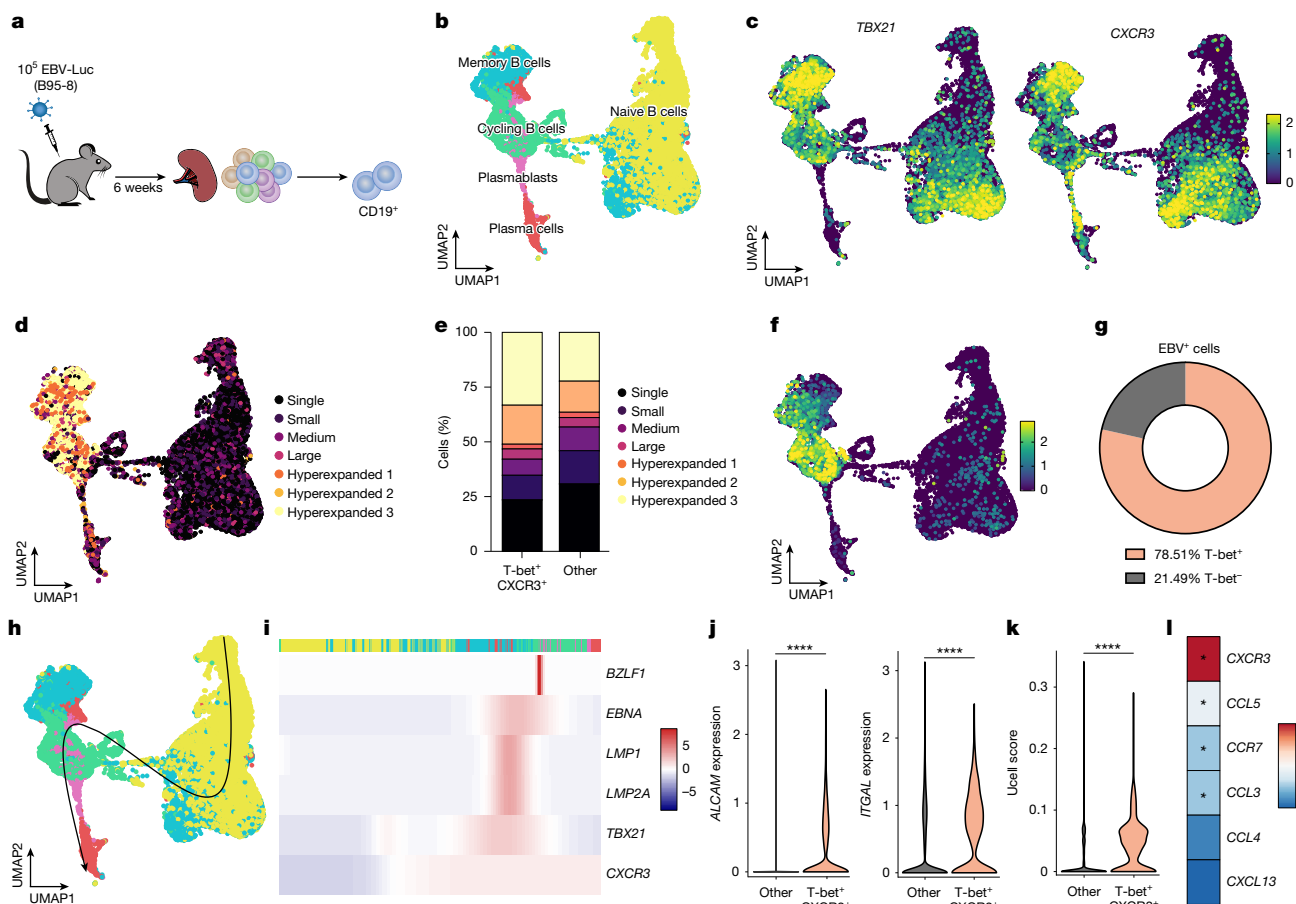 a
10⁵ EBV-Luc
(B95-8)
6 weeks
CD19⁺
b
Memory B cells
Naive B cells
Cycling B cells
Plasmablasts
Plasma cells
UMAP2
UMAP1
c
TBX21
CXCR3
2
1
0
UMAP2
UMAP1
d
Single
Small
Medium
Large
Hyperexpanded 1
Hyperexpanded 2
Hyperexpanded 3
UMAP2
UMAP1
e
100
75
50
25
0
Cells (%)
T-bet⁺
CXCR3⁺
Other
Single
Small
Medium
Large
Hyperexpanded 1
Hyperexpanded 2
Hyperexpanded 3
f
2
1
0
UMAP2
UMAP1
g
EBV⁺ cells
78.51% T-bet⁺
21.49% T-bet⁻
h
UMAP2
UMAP1
i
BZLF1
EBNA
LMP1
LMP2A
TBX21
CXCR3
5
0
−5
j
****
3
2
1
0
ALCAM expression
Other
T-bet⁺
****
3
2
1
0
ITGAL expression
Other
T-bet⁺
k
****
0.3
0.2
0.1
0
Ucell score
Other
T-bet⁺
l
* CXCR3
* CCL5
* CCR7
* CCL3
CCL4
CXCL13